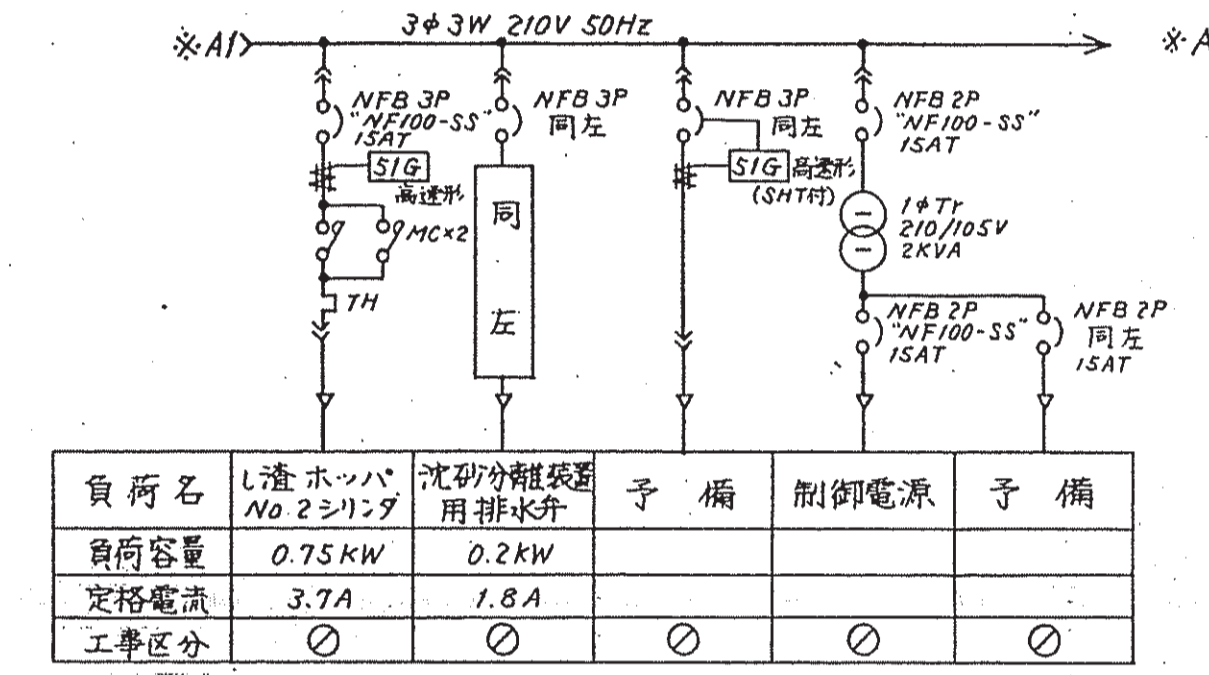 ※A1
3φ3W 210V 50Hz
※A
NFB 3P
"NF100-SS"
15AT
51G
高速形
MC×2
TH
NFB 3P
同左
同
左
NFB 3P
同左
51G 高速形
(SHT付)
NFB 2P
"NF100-SS"
15AT
1φTr
210/105V
2KVA
NFB 2P
"NF100-SS"
15AT
NFB 2P
同左
15AT
負荷名 し渣ホッパ No.2シリンダ 沈砂分離装置用排水弁 予備 制御電源 予備
負荷容量 0.75KW 0.2KW
定格電流 3.7A 1.8A
工事区分